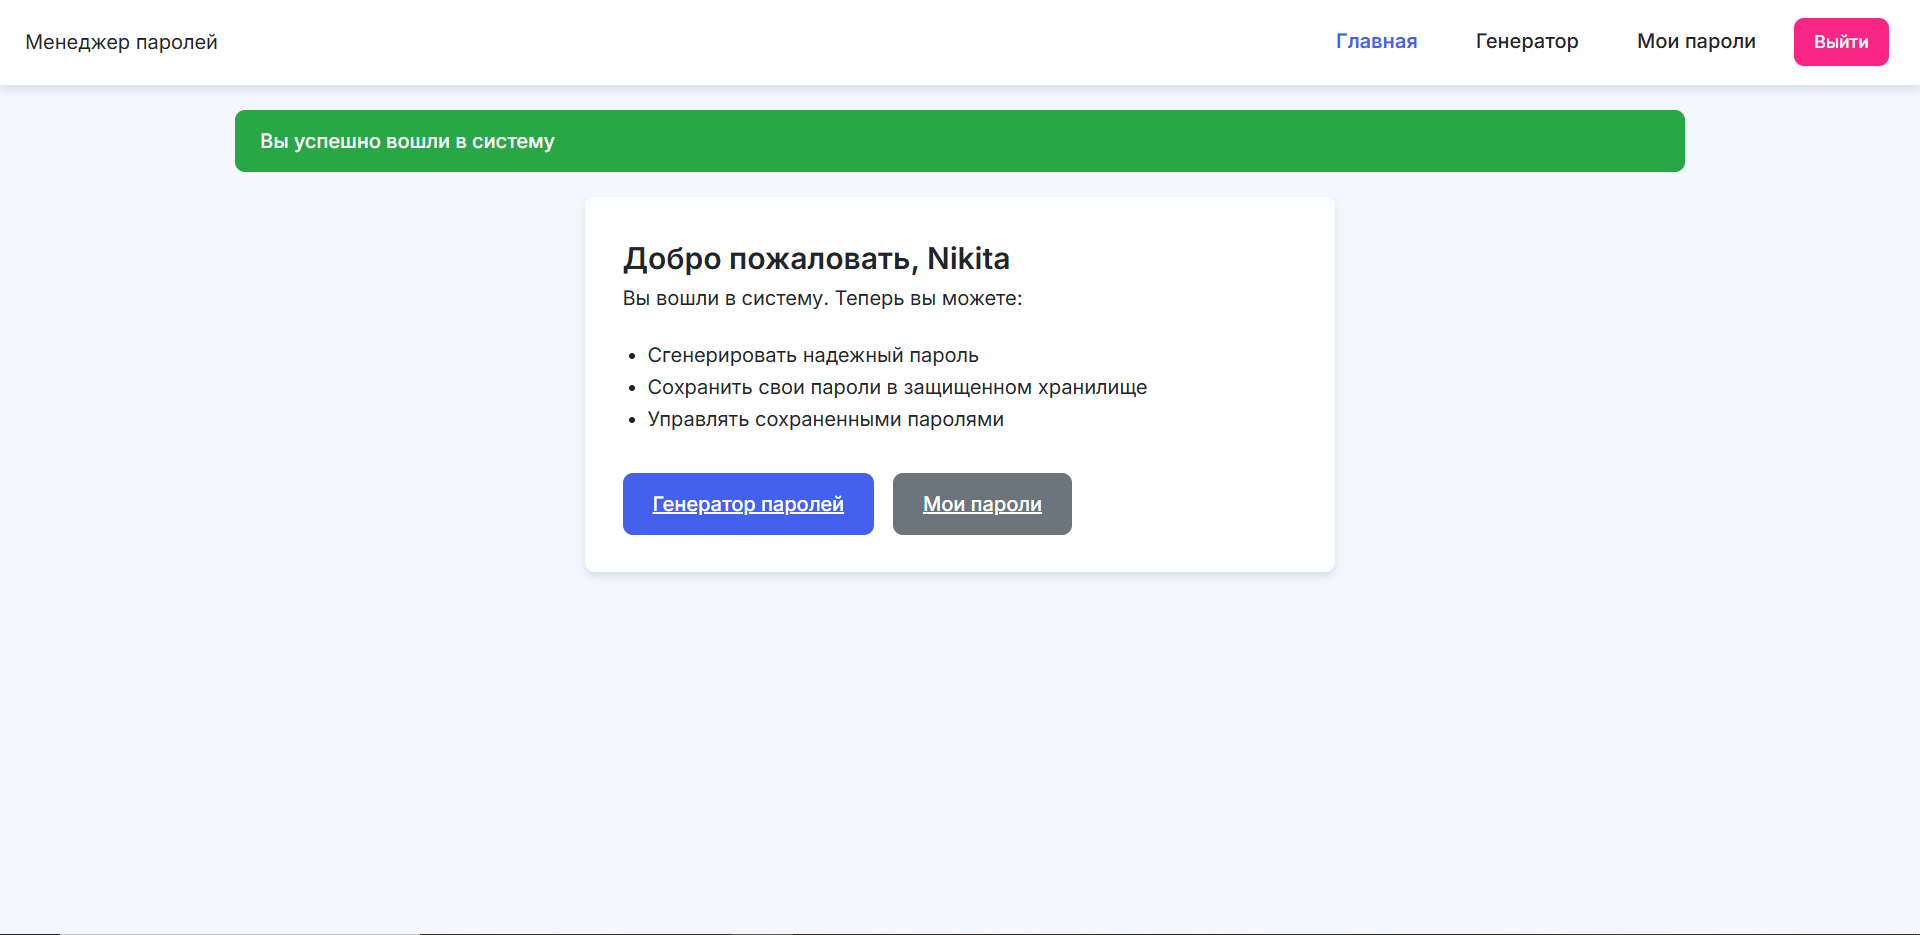 Менеджер паролей
Главная
Генератор
Мои пароли
Выйти
Вы успешно вошли в систему
Добро пожаловать, Nikita
Вы вошли в систему. Теперь вы можете:
• Сгенерировать надежный пароль
• Сохранить свои пароли в защищенном хранилище
• Управлять сохраненными паролями
Генератор паролей
Мои пароли